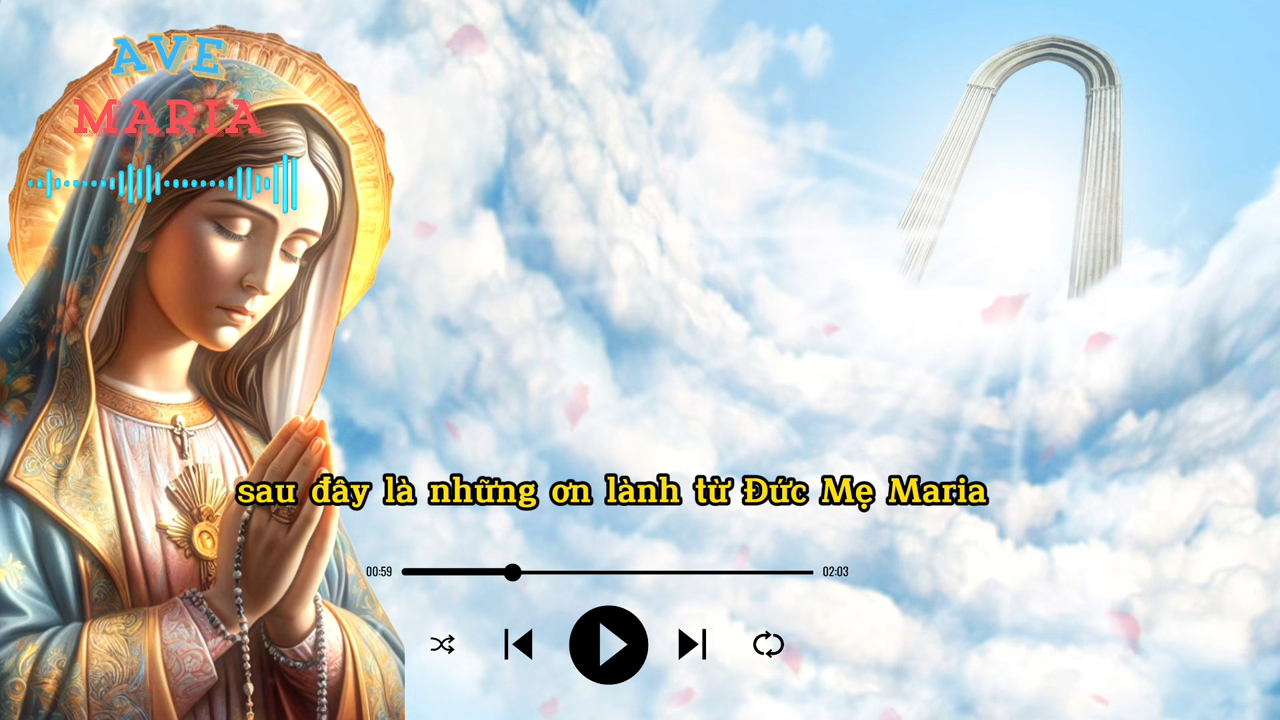 AVE
MARIA
sau đây là những ơn lành từ Đức Mẹ Maria
00:59
02:03